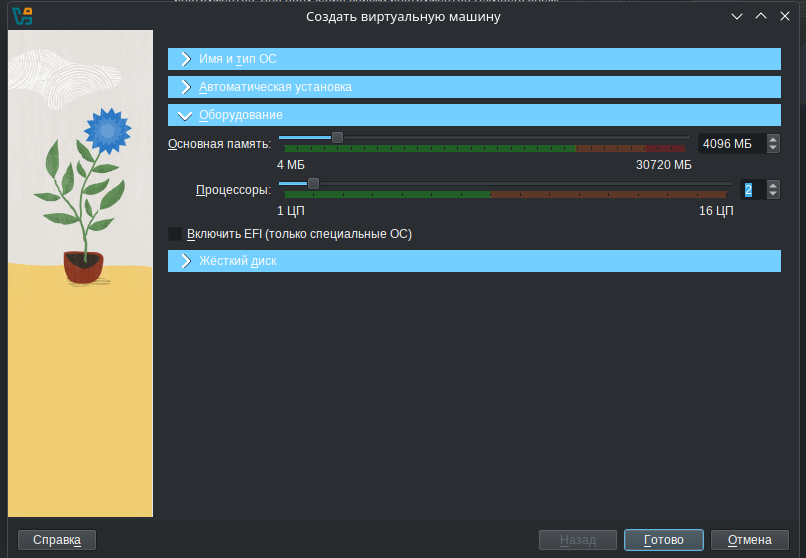 Создать виртуальную машину
Имя и тип ОС
Автоматическая установка
Оборудование
Основная память:
4096 МБ
4 МБ
30720 МБ
Процессоры:
2
1 ЦП
16 ЦП
Включить EFI (только специальные ОС)
Жёсткий диск
Справка
Назад
Готово
Отмена